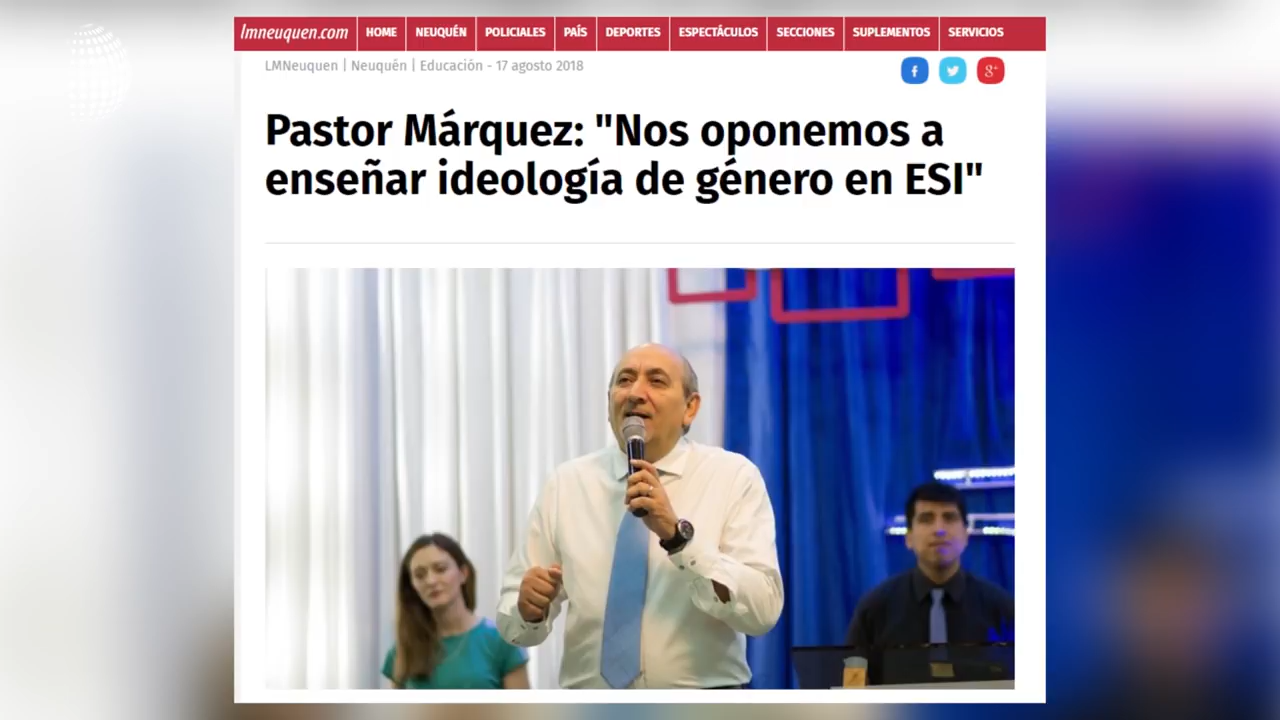 lmneuquen.com HOME NEUQUÉN POLICIALES PAÍS DEPORTES ESPECTÁCULOS SECCIONES SUPLEMENTOS SERVICIOS
LMNeuquen | Neuquén | Educación - 17 agosto 2018
Pastor Márquez: "Nos oponemos a
enseñar ideología de género en ESI"